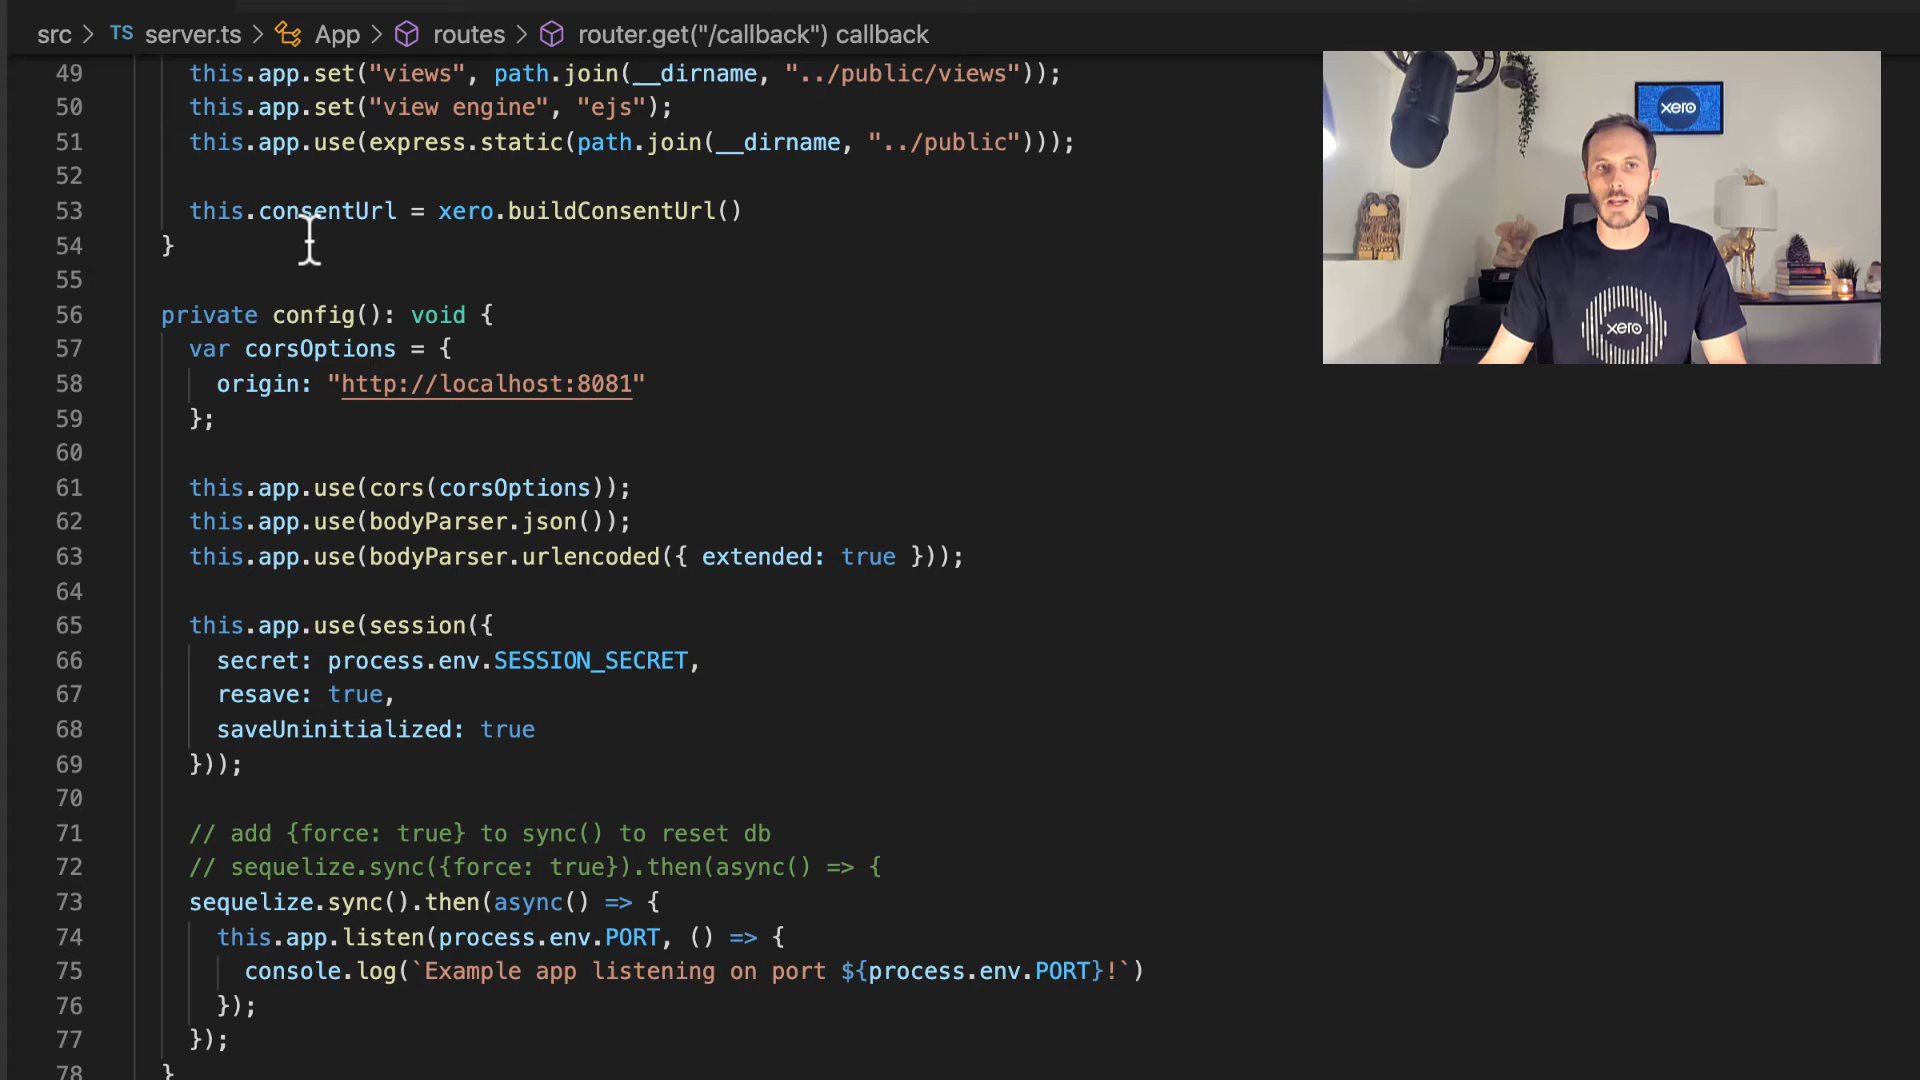 src > TS server.ts > App > routes > router.get("/callback") callback
49 this.app.set("views", path.join(__dirname, "../public/views"));
50 this.app.set("view engine", "ejs");
51 this.app.use(express.static(path.join(__dirname, "../public")));
52
53 this.consentUrl = xero.buildConsentUrl()
54 }
55
56 private config(): void {
57 var corsOptions = {
58 origin: "http://localhost:8081"
59 };
60
61 this.app.use(cors(corsOptions));
62 this.app.use(bodyParser.json());
63 this.app.use(bodyParser.urlencoded({ extended: true }));
64
65 this.app.use(session({
66 secret: process.env.SESSION_SECRET,
67 resave: true,
68 saveUninitialized: true
69 }));
70
71 // add {force: true} to sync() to reset db
72 // sequelize.sync({force: true}).then(async() => {
73 sequelize.sync().then(async() => {
74 this.app.listen(process.env.PORT, () => {
75 console.log(`Example app listening on port ${process.env.PORT}!`)
76 });
77 });
78 }
xero
xero